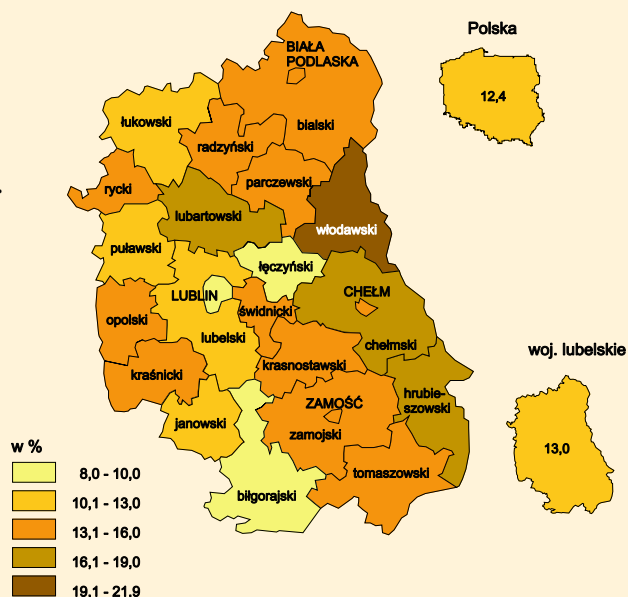 Polska
12,4
BIAŁA
PODLASKA
łukowski
bialski
radzyński
rycki
parczewski
lubartowski
włodawski
puławski
łęczyński
LUBLIN
CHEŁM
opolski
świdnicki
lubelski
chełmski
woj. lubelskie
krasnostawski
kraśnicki
hrubie-
szowski
ZAMOŚĆ
janowski
zamojski
13,0
w %
tomaszowski
8,0 - 10,0
biłgorajski
10,1 - 13,0
13,1 - 16,0
16,1 - 19,0
19,1 - 21,9